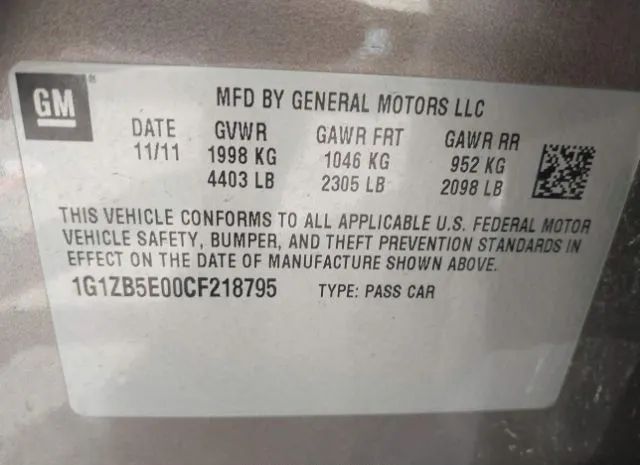 GM ®
MFD BY GENERAL MOTORS LLC
DATE GVWR GAWR FRT GAWR RR
11/11 1998 KG 1046 KG 952 KG
4403 LB 2305 LB 2098 LB
THIS VEHICLE CONFORMS TO ALL APPLICABLE U.S. FEDERAL MOTOR
VEHICLE SAFETY, BUMPER, AND THEFT PREVENTION STANDARDS IN
EFFECT ON THE DATE OF MANUFACTURE SHOWN ABOVE.
1G1ZB5E00CF218795 TYPE: PASS CAR